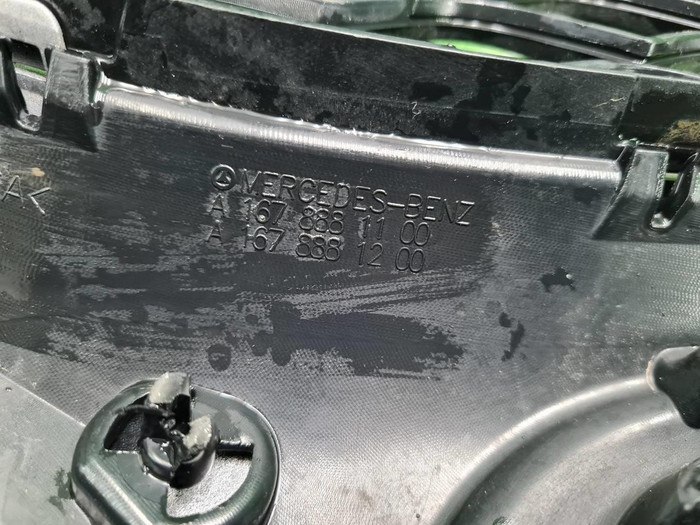 MERCEDES-BENZ
A 167 888 11 00
A 167 888 12 00
A<